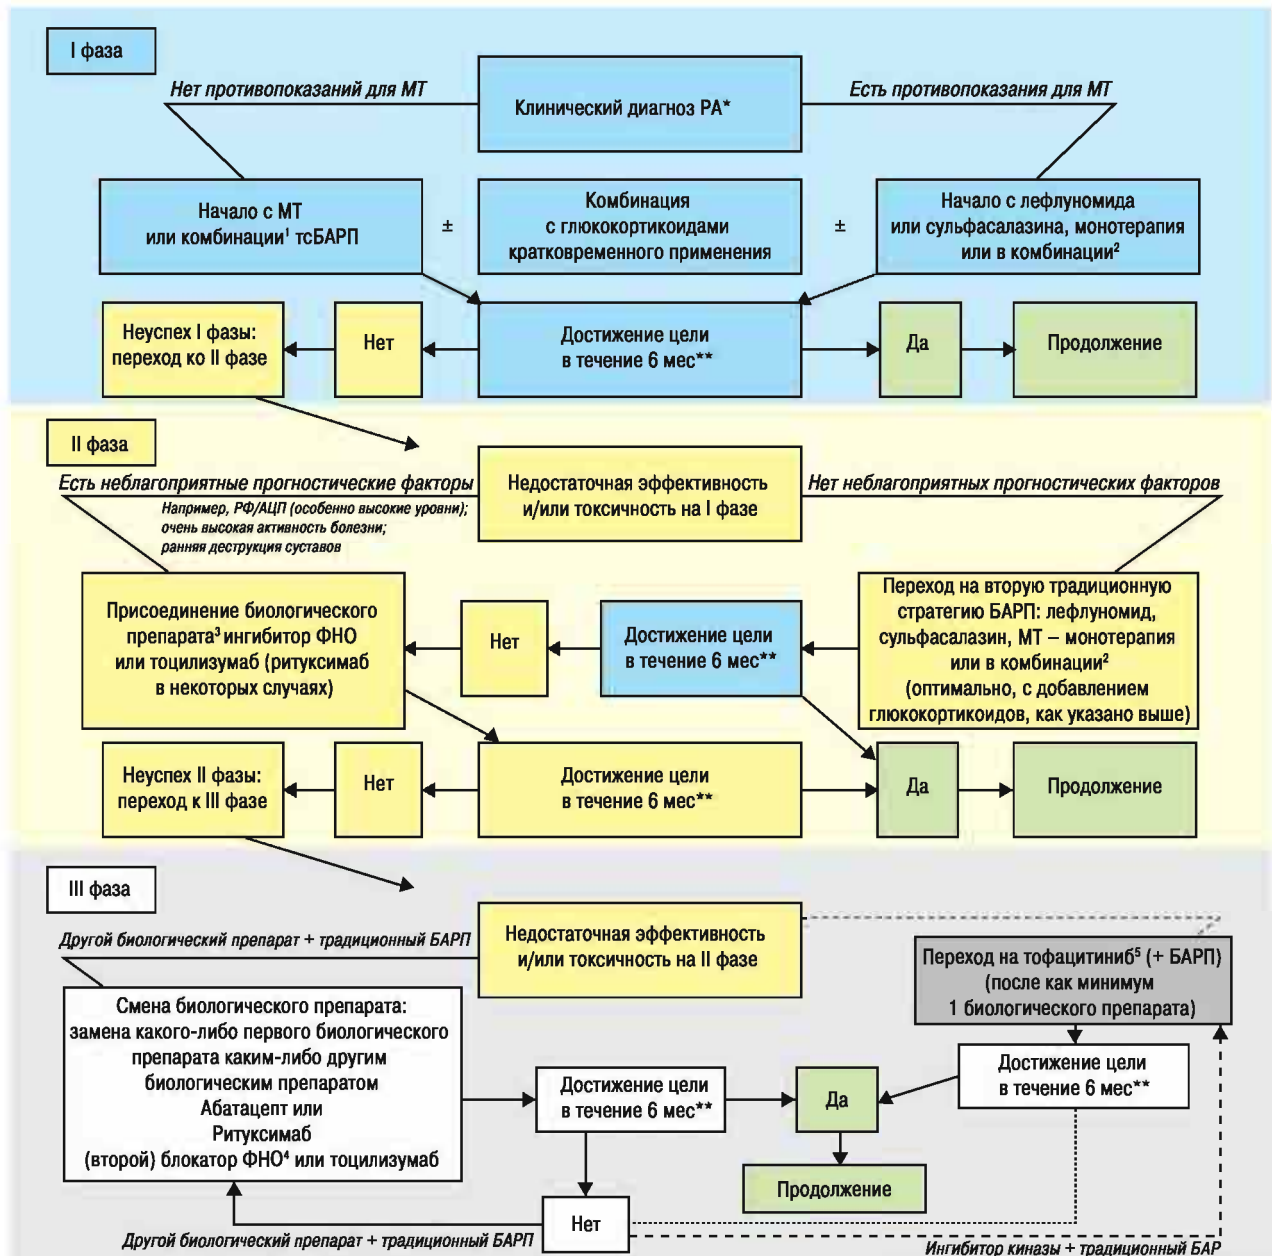 I фаза
Нет противопоказаний для МТ
Клинический диагноз РА*
Есть противопоказания для МТ
Начало с МТ
или комбинации¹ тсБАРП
±
Комбинация
с глюкокортикоидами
кратковременного применения
±
Начало с лефлуномида
или сульфасалазина, монотерапия
или в комбинации²
Неуспех I фазы:
переход ко II фазе
Нет
Достижение цели
в течение 6 мес**
Да
Продолжение
II фаза
Есть неблагоприятные прогностические факторы
Например, РФ/АЦП (особенно высокие уровни);
очень высокая активность болезни;
ранняя деструкция суставов
Недостаточная эффективность
и/или токсичность на I фазе
Нет неблагоприятных прогностических факторов
Присоединение биологического
препарата³ ингибитор ФНО
или тоцилизумаб (ритуксимаб
в некоторых случаях)
Нет
Достижение цели
в течение 6 мес**
Переход на вторую традиционную
стратегию БАРП: лефлуномид,
сульфасалазин, МТ – монотерапия
или в комбинации²
(оптимально, с добавлением
глюкокортикоидов, как указано выше)
Неуспех II фазы:
переход к III фазе
Нет
Достижение цели
в течение 6 мес**
Да
Продолжение
III фаза
Другой биологический препарат + традиционный БАРП
Недостаточная эффективность
и/или токсичность на II фазе
Переход на тофацитиниб⁵ (+ БАРП)
(после как минимум
1 биологического препарата)
Смена биологического препарата:
замена какого-либо первого биологического
препарата каким-либо другим
биологическим препаратом
Абатацепт или
Ритуксимаб
(второй) блокатор ФНО⁴ или тоцилизумаб
Достижение цели
в течение 6 мес**
Да
Достижение цели
в течение 6 мес**
Продолжение
Нет
Другой биологический препарат + традиционный БАРП
Ингибитор киназы + традиционный БАР